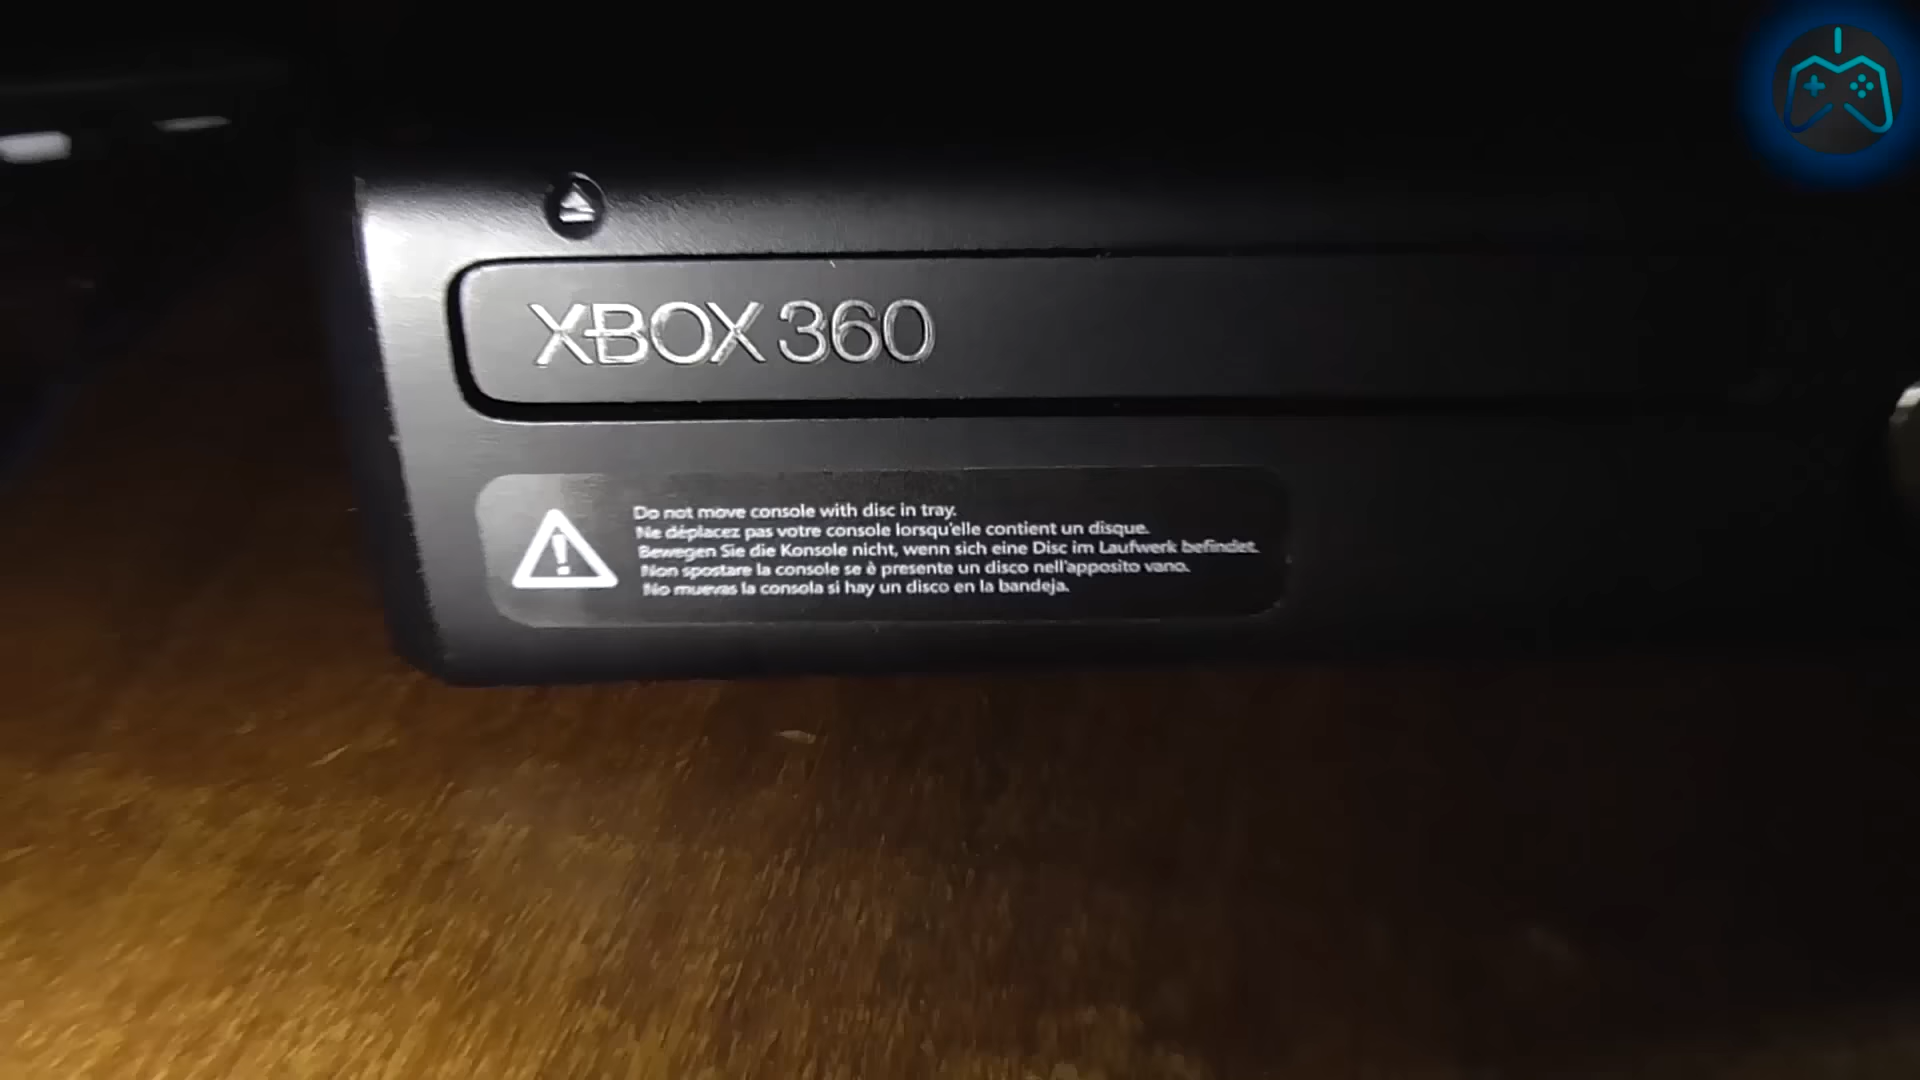 XBOX 360
Do not move console with disc in tray.
Ne déplacez pas votre console lorsqu'elle contient un disque.
Bewegen Sie die Konsole nicht, wenn sich eine Disc im Laufwerk befindet.
Non spostare la console se è presente un disco nell'apposito vano.
No muevas la consola si hay un disco en la bandeja.